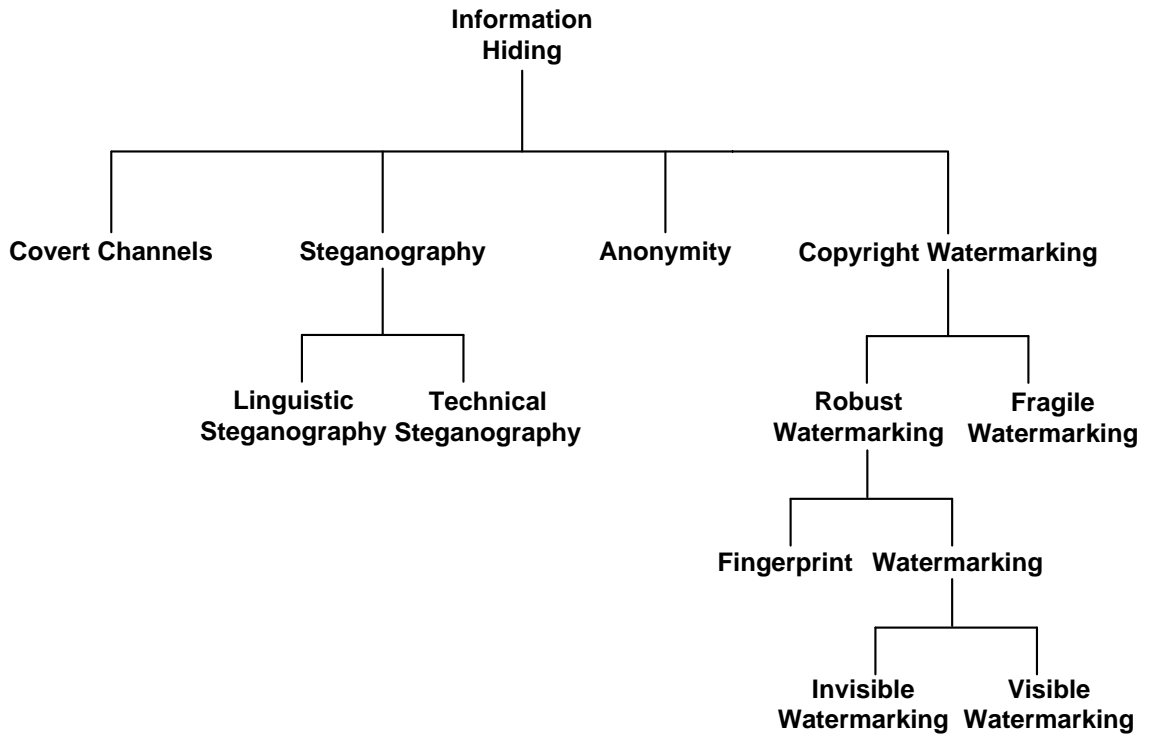 Information
Hiding
Covert Channels
Steganography
Anonymity
Copyright Watermarking
Linguistic
Steganography
Technical
Steganography
Robust
Watermarking
Fragile
Watermarking
Fingerprint
Watermarking
Invisible
Watermarking
Visible
Watermarking